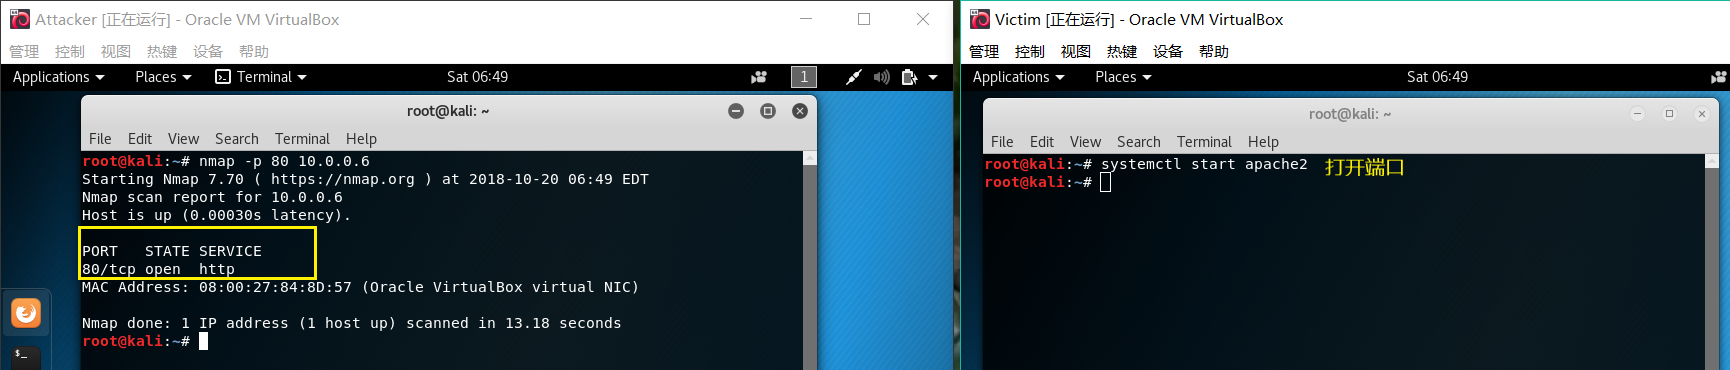 Attacker [正在运行] - Oracle VM VirtualBox
管理 控制 视图 热键 设备 帮助
Applications Places Terminal Sat 06:49 1
root@kali: ~
File Edit View Search Terminal Help
root@kali:~# nmap -p 80 10.0.0.6
Starting Nmap 7.70 ( https://nmap.org ) at 2018-10-20 06:49 EDT
Nmap scan report for 10.0.0.6
Host is up (0.00030s latency).
PORT STATE SERVICE
80/tcp open http
MAC Address: 08:00:27:84:8D:57 (Oracle VirtualBox virtual NIC)
Nmap done: 1 IP address (1 host up) scanned in 13.18 seconds
root@kali:~#
$_
Victim [正在运行] - Oracle VM VirtualBox
管理 控制 视图 热键 设备 帮助
Applications Places Sat 06:49
root@kali: ~
File Edit View Search Terminal Help
root@kali:~# systemctl start apache2 打开端口
root@kali:~#